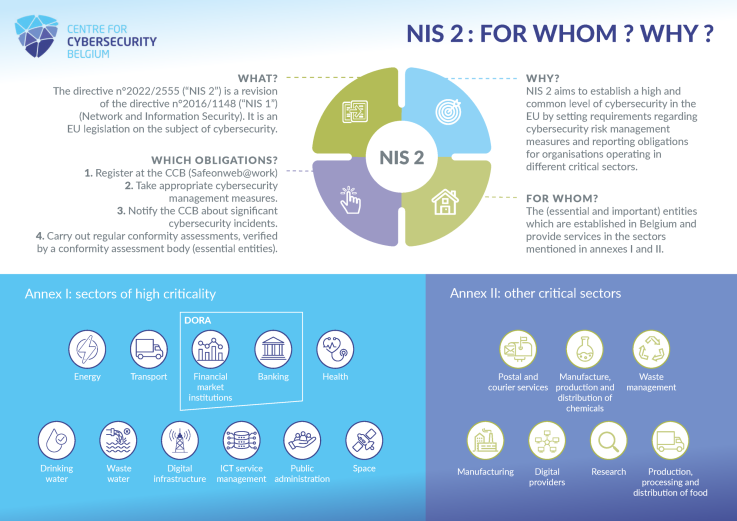 CENTRE FOR
CYBERSECURITY
BELGIUM
NIS 2 : FOR WHOM ? WHY ?
WHAT?
The directive n°2022/2555 (“NIS 2”) is a revision
of the directive n°2016/1148 (“NIS 1”)
(Network and Information Security). It is an
EU legislation on the subject of cybersecurity.
WHICH OBLIGATIONS?
1. Register at the CCB (Safeonweb@work)
2. Take appropriate cybersecurity
management measures.
3. Notify the CCB about significant
cybersecurity incidents.
4. Carry out regular conformity assessments, verified
by a conformity assessment body (essential entities).
NIS 2
WHY?
NIS 2 aims to establish a high and
common level of cybersecurity in the
EU by setting requirements regarding
cybersecurity risk management
measures and reporting obligations
for organisations operating in
different critical sectors.
FOR WHOM?
The (essential and important) entities
which are established in Belgium and
provide services in the sectors
mentioned in annexes I and II.
Annex I: sectors of high criticality
DORA
Energy
Transport
Financial
market
institutions
Banking
Health
Drinking
water
Waste
water
Digital
infrastructure
ICT service
management
Public
administration
Space
Annex II: other critical sectors
Postal and
courier services
Manufacture,
production and
distribution of
chemicals
Waste
management
Manufacturing
Digital
providers
Research
Production,
processing and
distribution of food